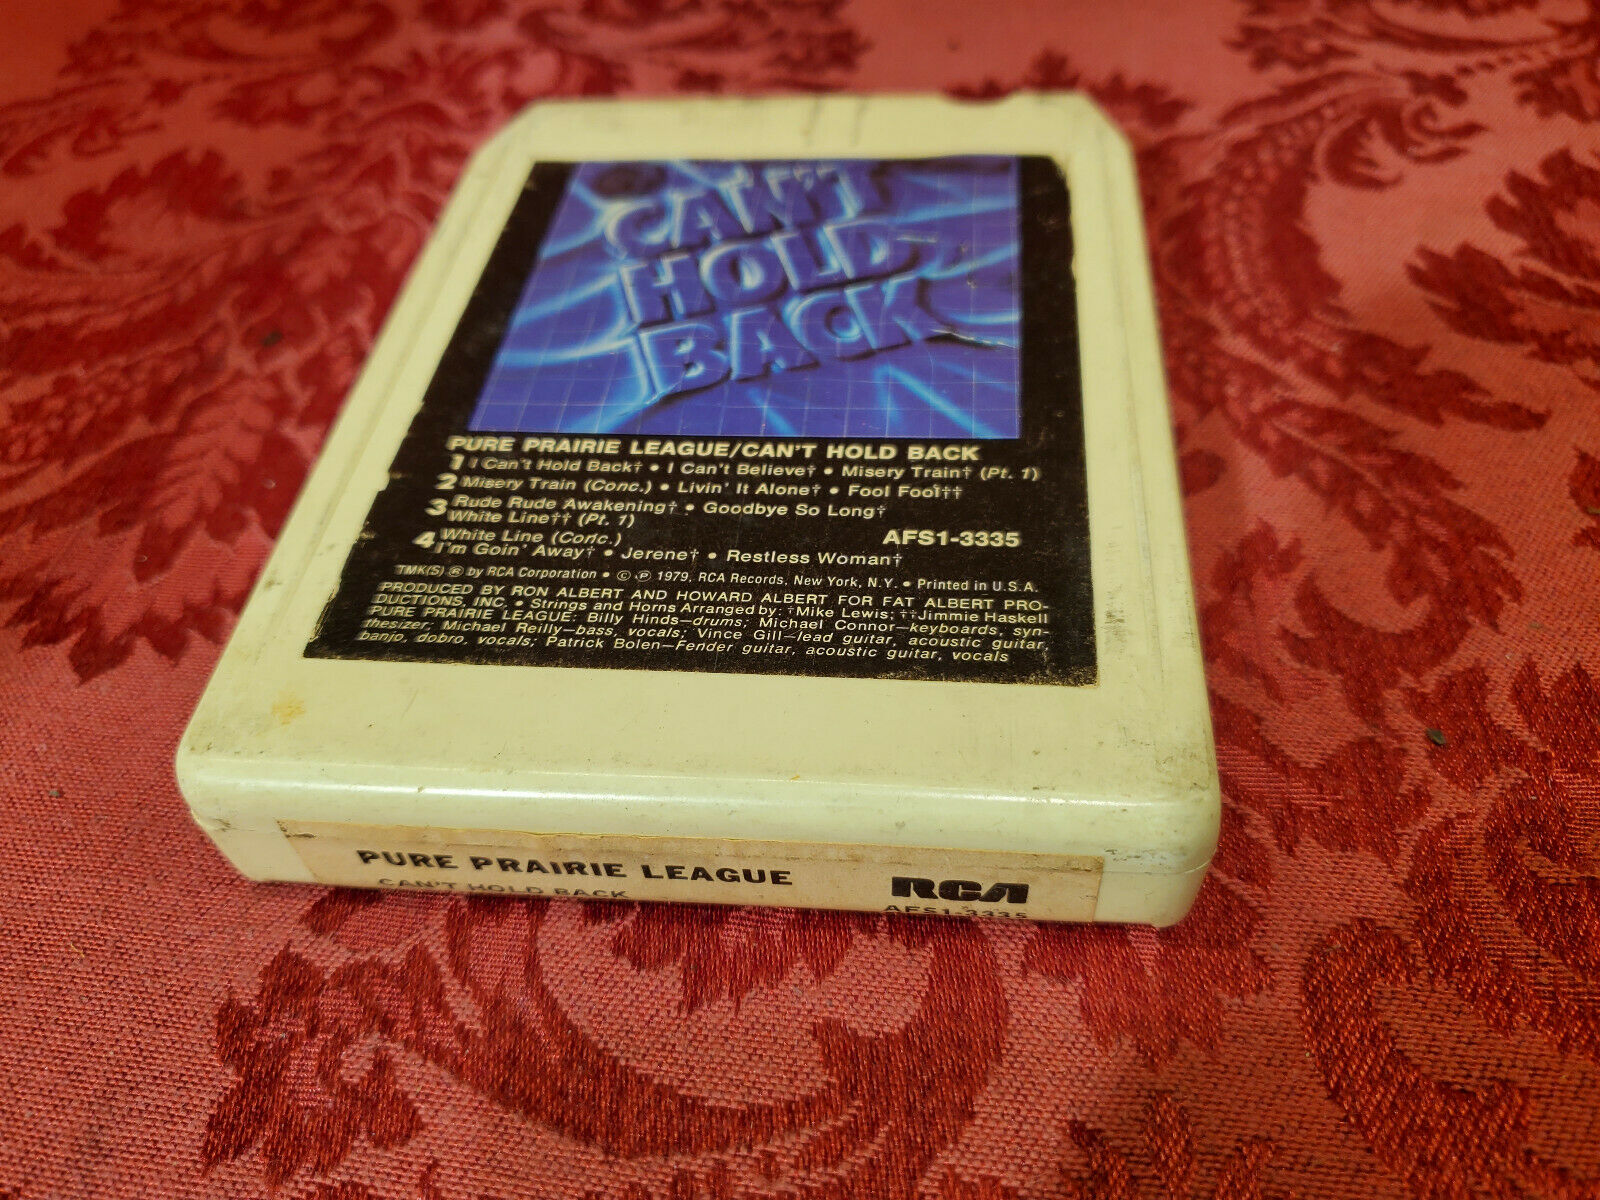 CAN'T
HOLD
BACK
PURE PRAIRIE LEAGUE/CAN'T HOLD BACK
1 I Can't Hold Back† • I Can't Believe† • Misery Train† (Pt. 1)
2 Misery Train (Conc.) • Livin' It Alone† • Fool Fool††
3 Rude Rude Awakening† • Goodbye So Long†
White Line†† (Pt. 1)
4 White Line (Conc.)
I'm Goin' Away† • Jerene† • Restless Woman†
AFS1-3335
TMK(S) ® by RCA Corporation • © ℗ 1979, RCA Records, New York, N.Y. • Printed in U.S.A.
PRODUCED BY RON ALBERT AND HOWARD ALBERT FOR FAT ALBERT PRO-
DUCTIONS, INC. • Strings and Horns Arranged by: †Mike Lewis; ††Jimmie Haskell
PURE PRAIRIE LEAGUE: Billy Hinds—drums; Michael Connor—keyboards, syn-
thesizer; Michael Reilly—bass, vocals; Vince Gill—lead guitar, acoustic guitar,
banjo, dobro, vocals; Patrick Bolen—Fender guitar, acoustic guitar, vocals
PURE PRAIRIE LEAGUE
CAN'T HOLD BACK
RCA
AFS1-3335